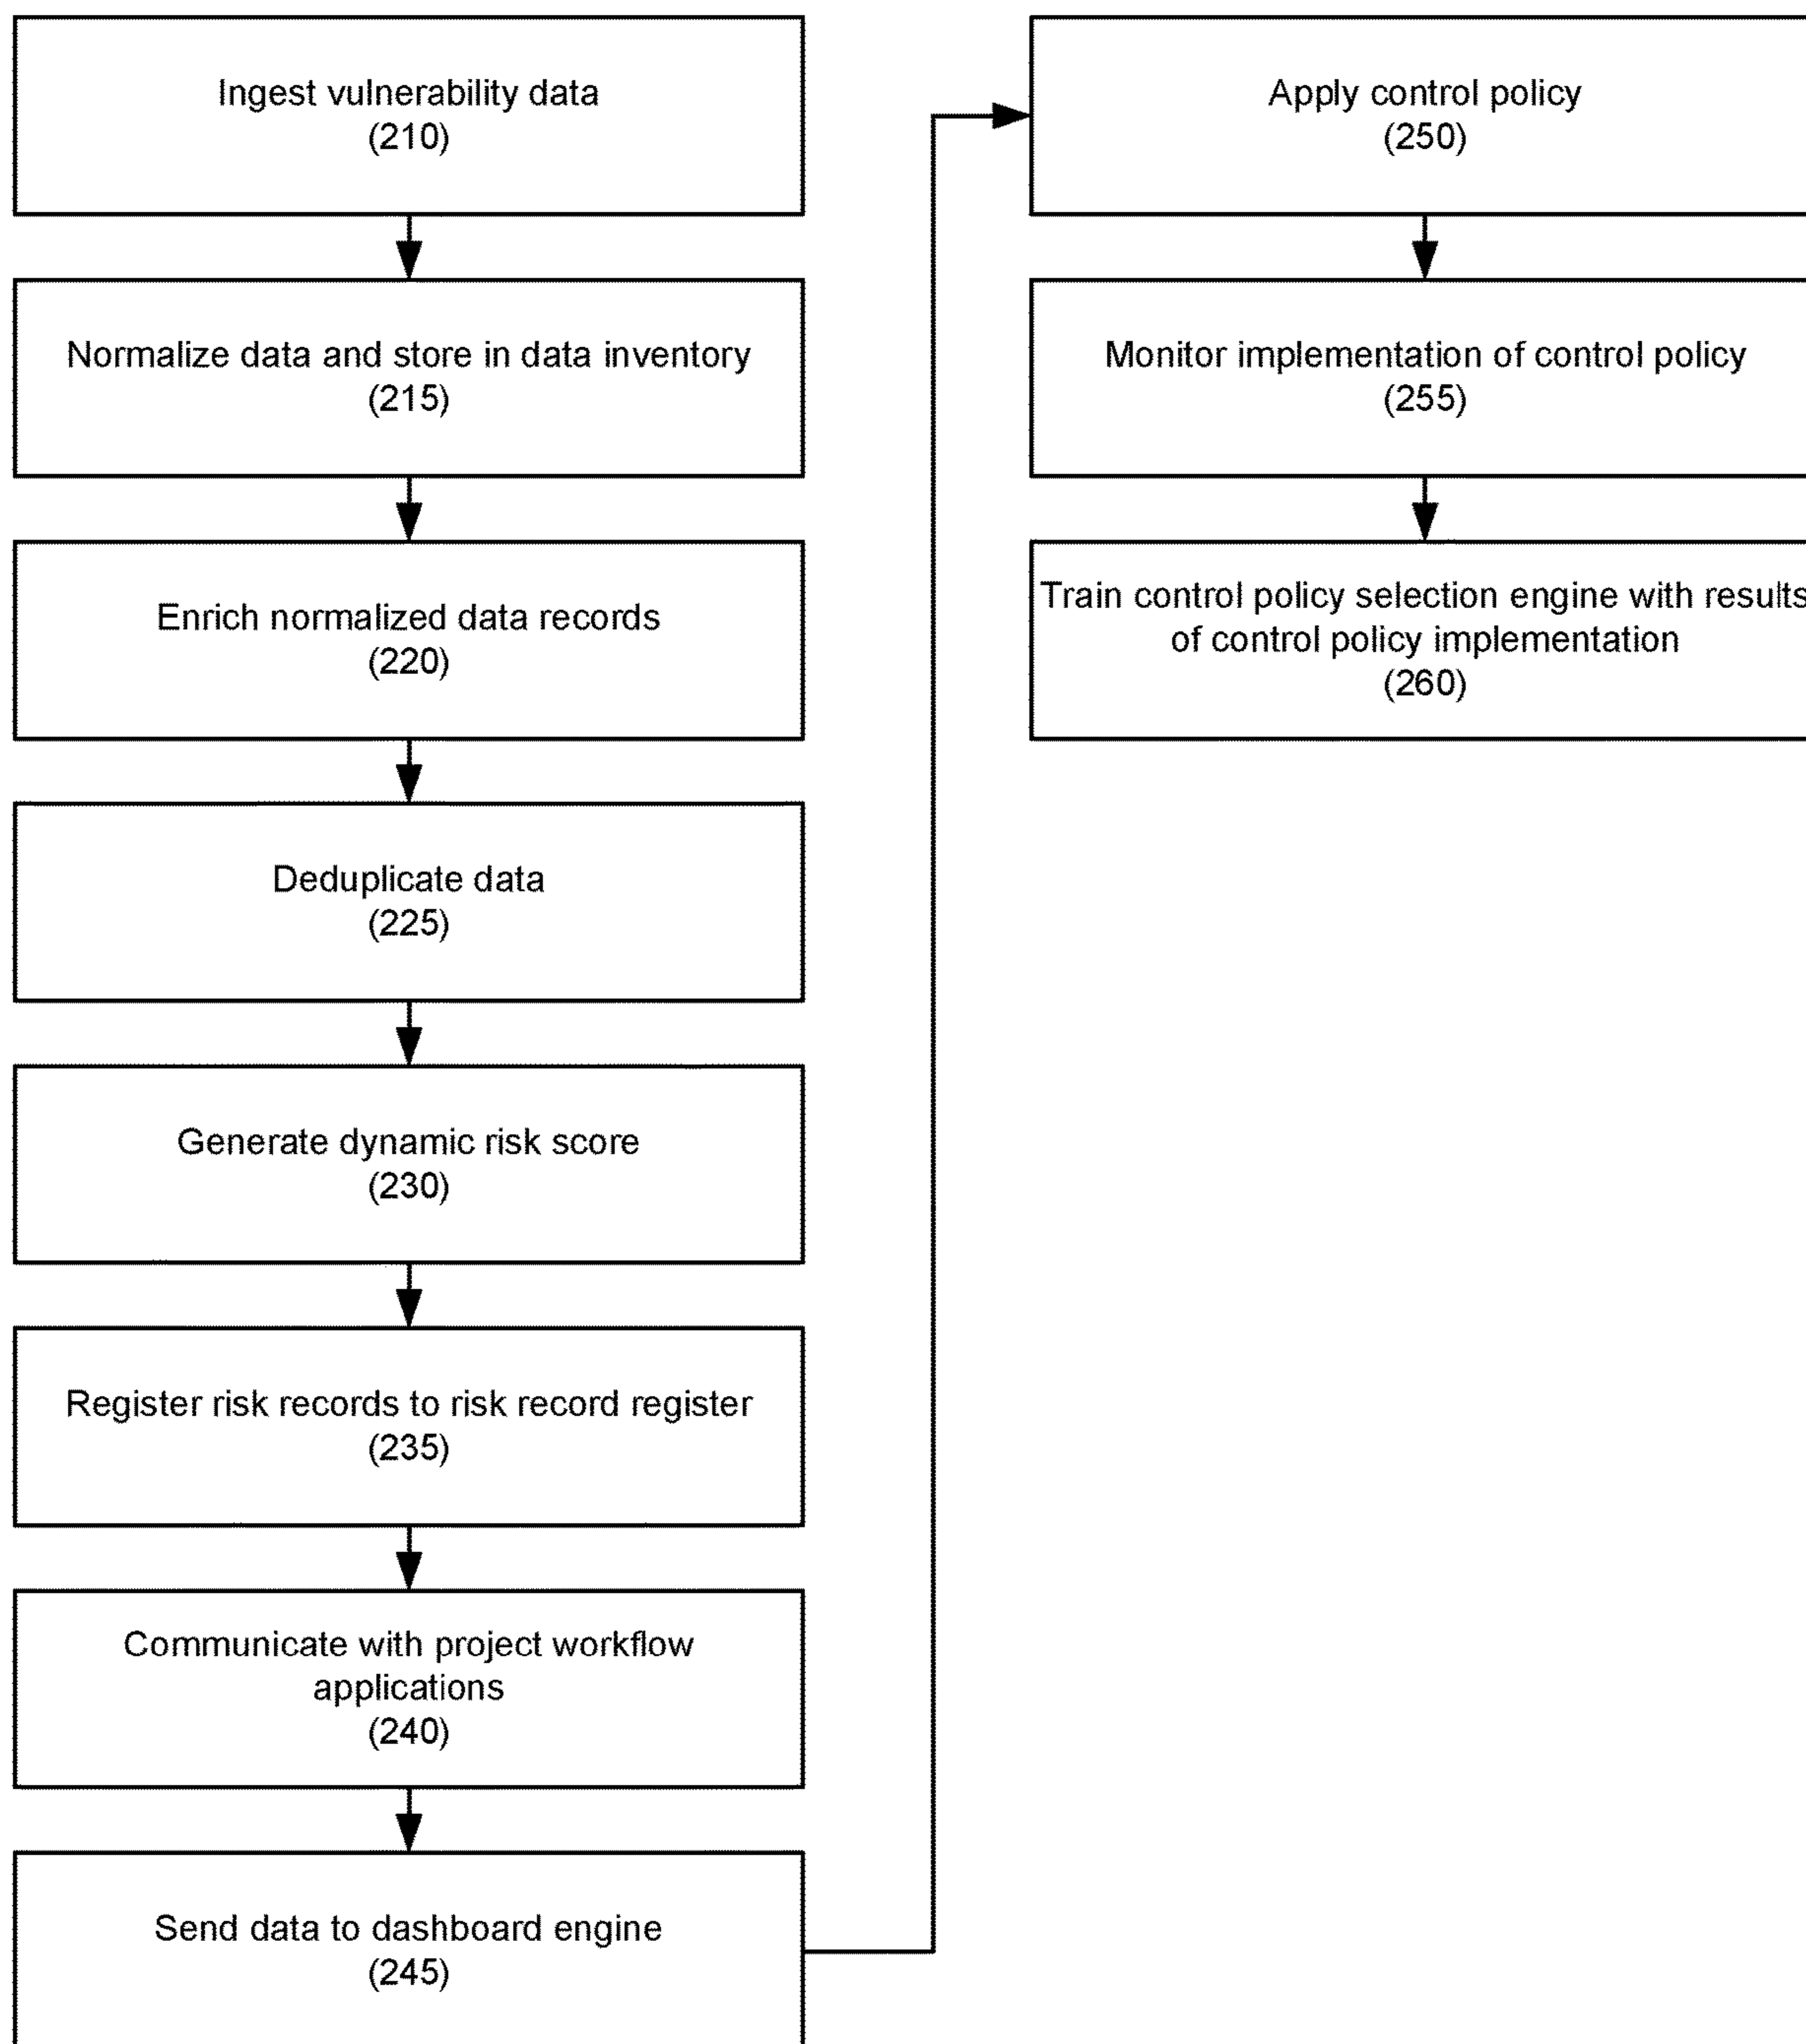 Ingest vulnerability data
(210)
Normalize data and store in data inventory
(215)
Enrich normalized data records
(220)
Deduplicate data
(225)
Generate dynamic risk score
(230)
Register risk records to risk record register
(235)
Communicate with project workflow
applications
(240)
Send data to dashboard engine
(245)
Apply control policy
(250)
Monitor implementation of control policy
(255)
Train control policy selection engine with results
of control policy implementation
(260)